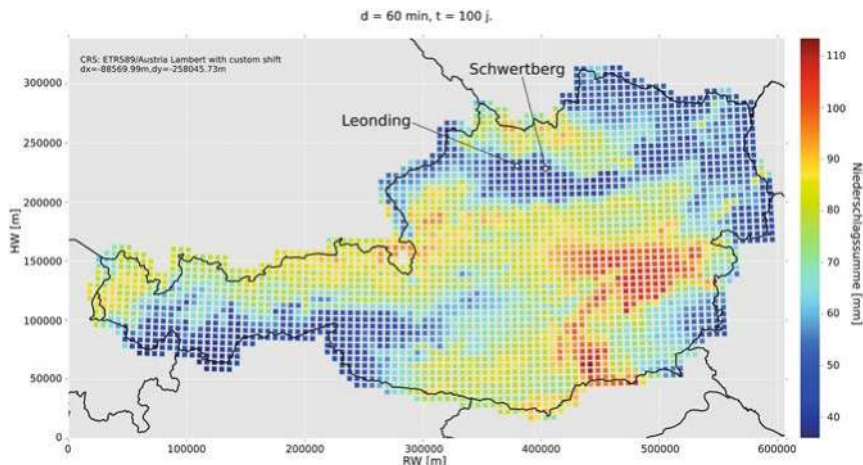 d = 60 min, t = 100 j.
CRS: ETRS89/Austria Lambert with custom shift
dx=-88569.99m,dy=-258045.73m
Schwertberg
Leonding
HW [m]
300000
250000
200000
150000
100000
50000
0
0
100000
200000
300000
400000
500000
600000
RW [m]
110
100
90
80
70
60
50
40
Niederschlagssumme [mm]